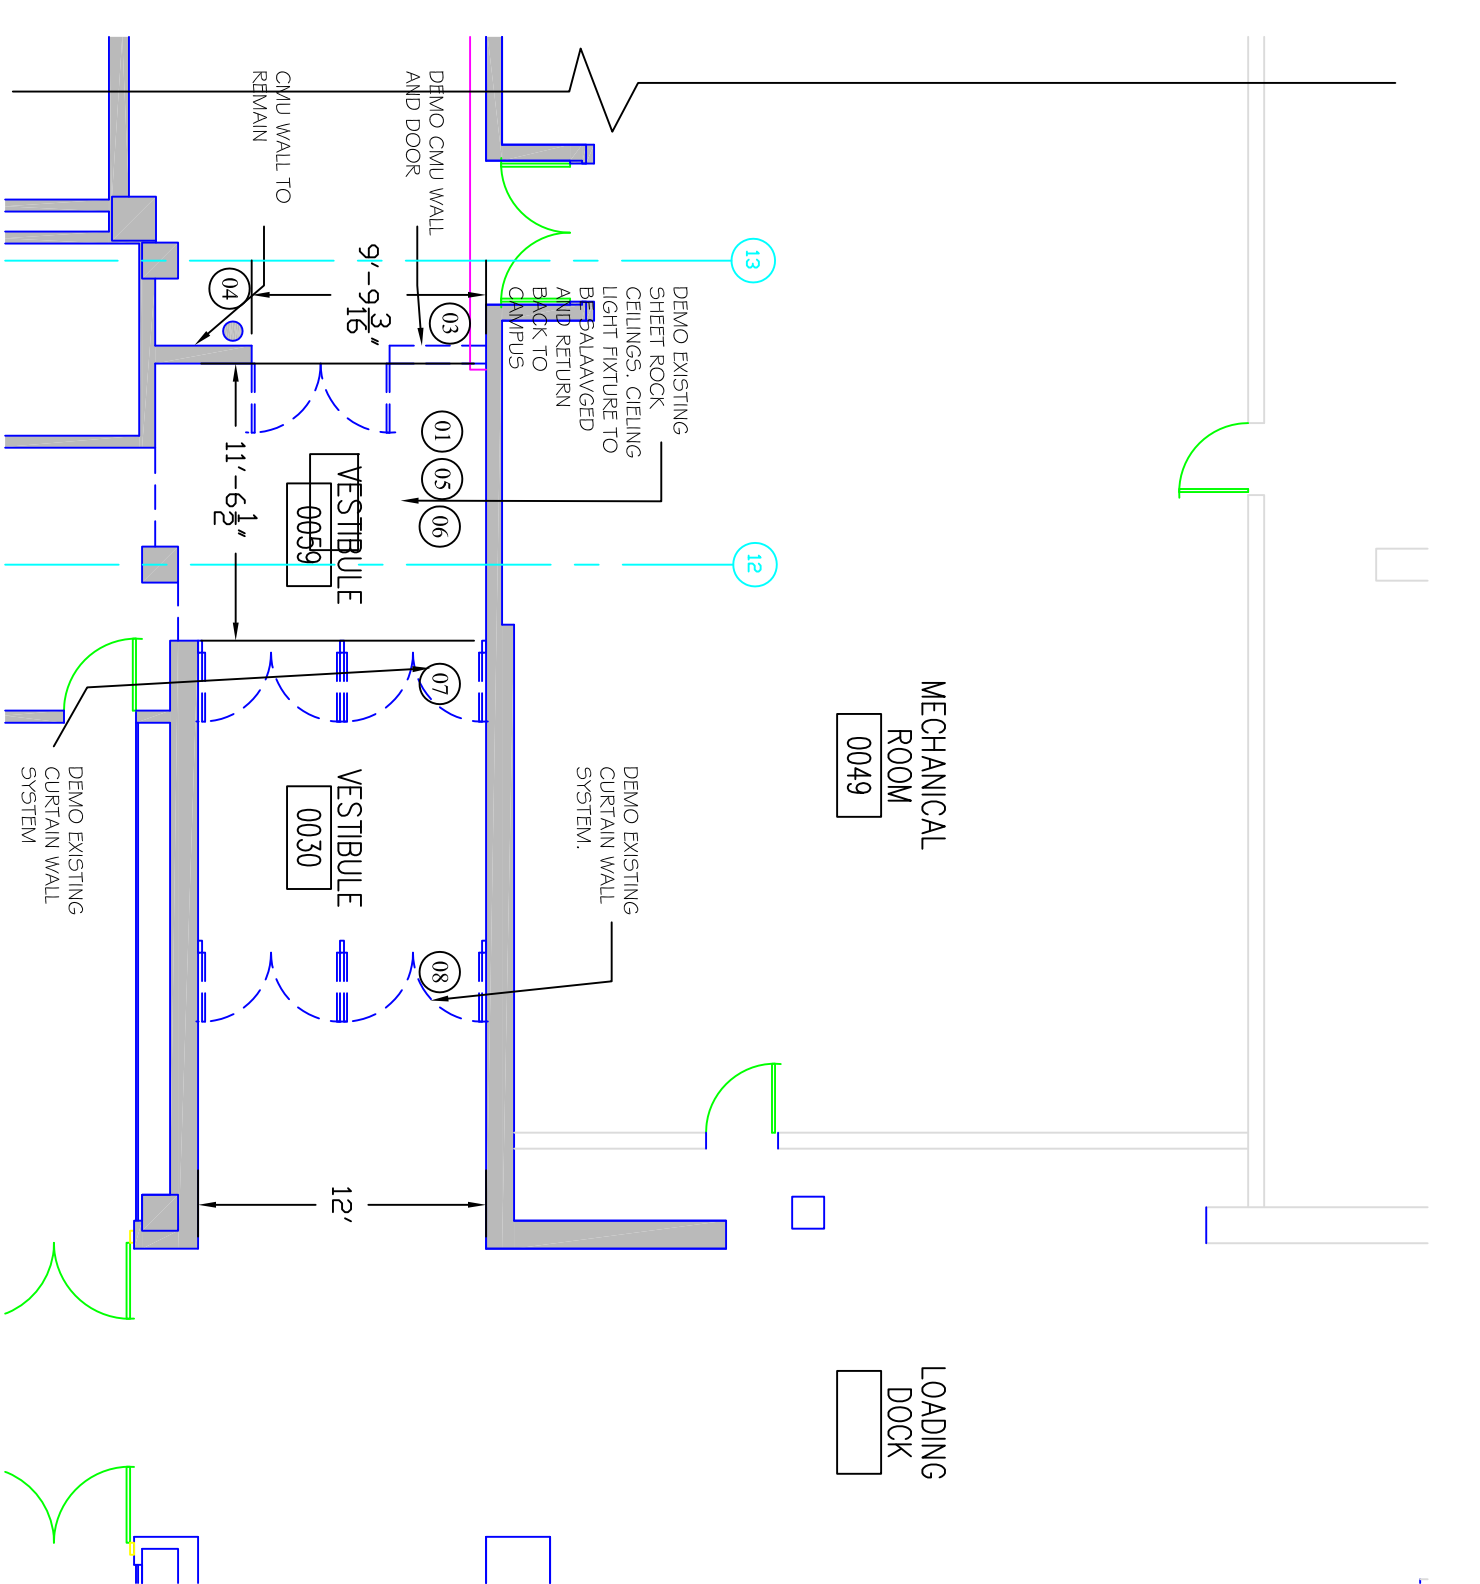 CMU WALL TO
REMAIN
DEMO CMU WALL
AND DOOR
9'-9 3/16"
04
03
13
DEMO EXISTING
SHEET ROCK
CEILINGS. CIELING
LIGHT FIXTURE TO
BE SALAAVGED
AND RETURN
BACK TO
CAMPUS
01
05
06
11'-6 1/2"
VESTIBULE
0059
12
07
MECHANICAL
ROOM
0049
DEMO EXISTING
CURTAIN WALL
SYSTEM.
VESTIBULE
0030
DEMO EXISTING
CURTAIN WALL
SYSTEM
08
12'
LOADING
DOCK